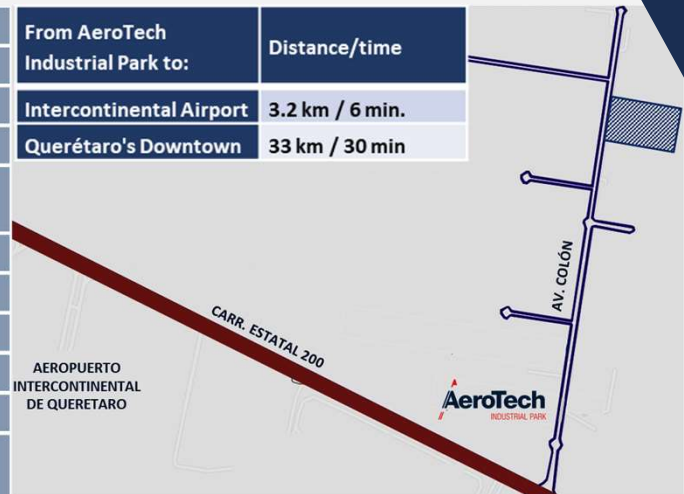 From AeroTech
Industrial Park to:
Distance/time
Intercontinental Airport
3.2 km / 6 min.
Querétaro's Downtown
33 km / 30 min
AV. COLÓN
CARR. ESTATAL 200
AEROPUERTO
INTERCONTINENTAL
DE QUERETARO
AeroTech
INDUSTRIAL PARK